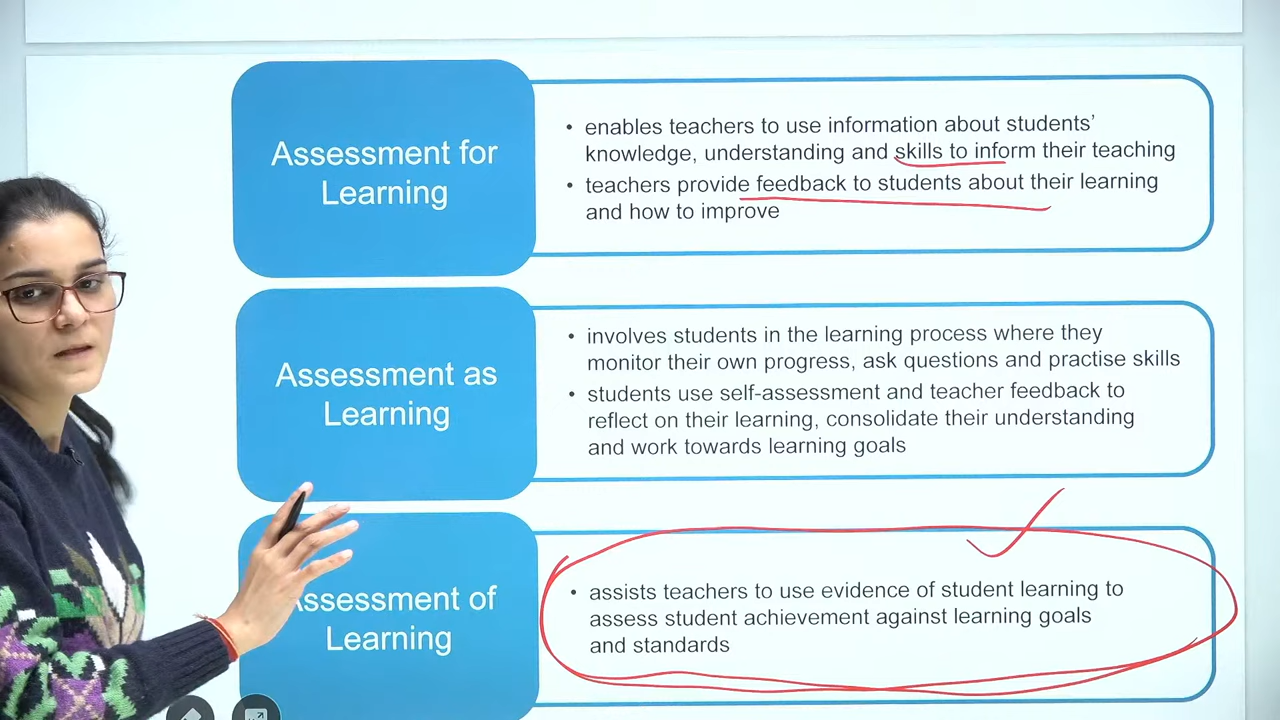 Assessment for
Learning
• enables teachers to use information about students’
knowledge, understanding and skills to inform their teaching
• teachers provide feedback to students about their learning
and how to improve
Assessment as
Learning
• involves students in the learning process where they
monitor their own progress, ask questions and practise skills
• students use self-assessment and teacher feedback to
reflect on their learning, consolidate their understanding
and work towards learning goals
Assessment of
Learning
• assists teachers to use evidence of student learning to
assess student achievement against learning goals
and standards